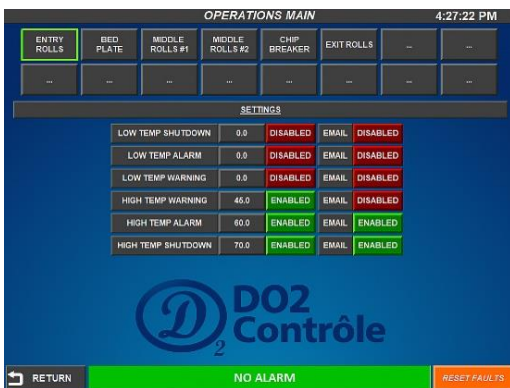 OPERATIONS MAIN 4:27:22 PM
ENTRY ROLLS BED PLATE MIDDLE ROLLS #1 MIDDLE ROLLS #2 CHIP BREAKER EXIT ROLLS ... ...
... ... ... ... ... ... ... ...
SETTINGS
LOW TEMP SHUTDOWN 0.0 DISABLED EMAIL DISABLED
LOW TEMP ALARM 0.0 DISABLED EMAIL DISABLED
LOW TEMP WARNING 0.0 DISABLED EMAIL DISABLED
HIGH TEMP WARNING 45.0 ENABLED EMAIL DISABLED
HIGH TEMP ALARM 60.0 ENABLED EMAIL ENABLED
HIGH TEMP SHUTDOWN 70.0 ENABLED EMAIL ENABLED
D2 DO2
Contrôle
RETURN NO ALARM RESET FAULTS